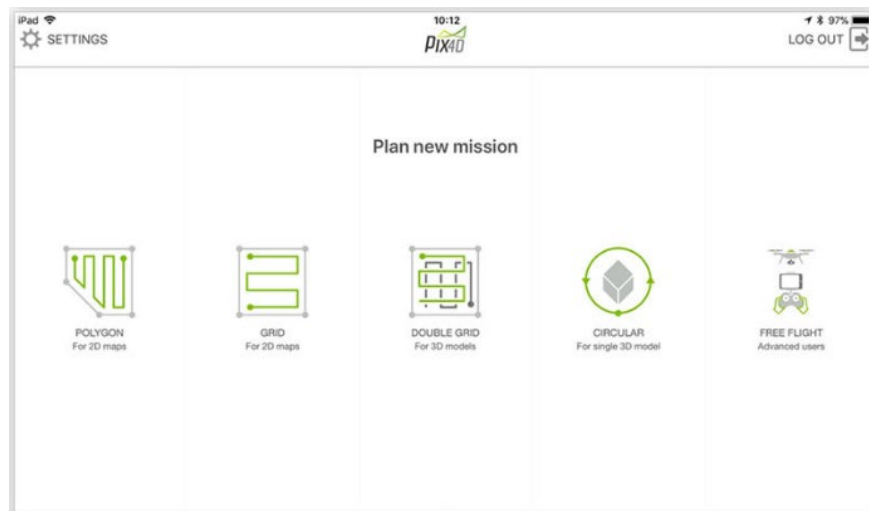 iPad 10:12 97%
SETTINGS PIX4D LOG OUT
Plan new mission
POLYGON
For 2D maps
GRID
For 2D maps
DOUBLE GRID
For 3D models
CIRCULAR
For single 3D model
FREE FLIGHT
Advanced users